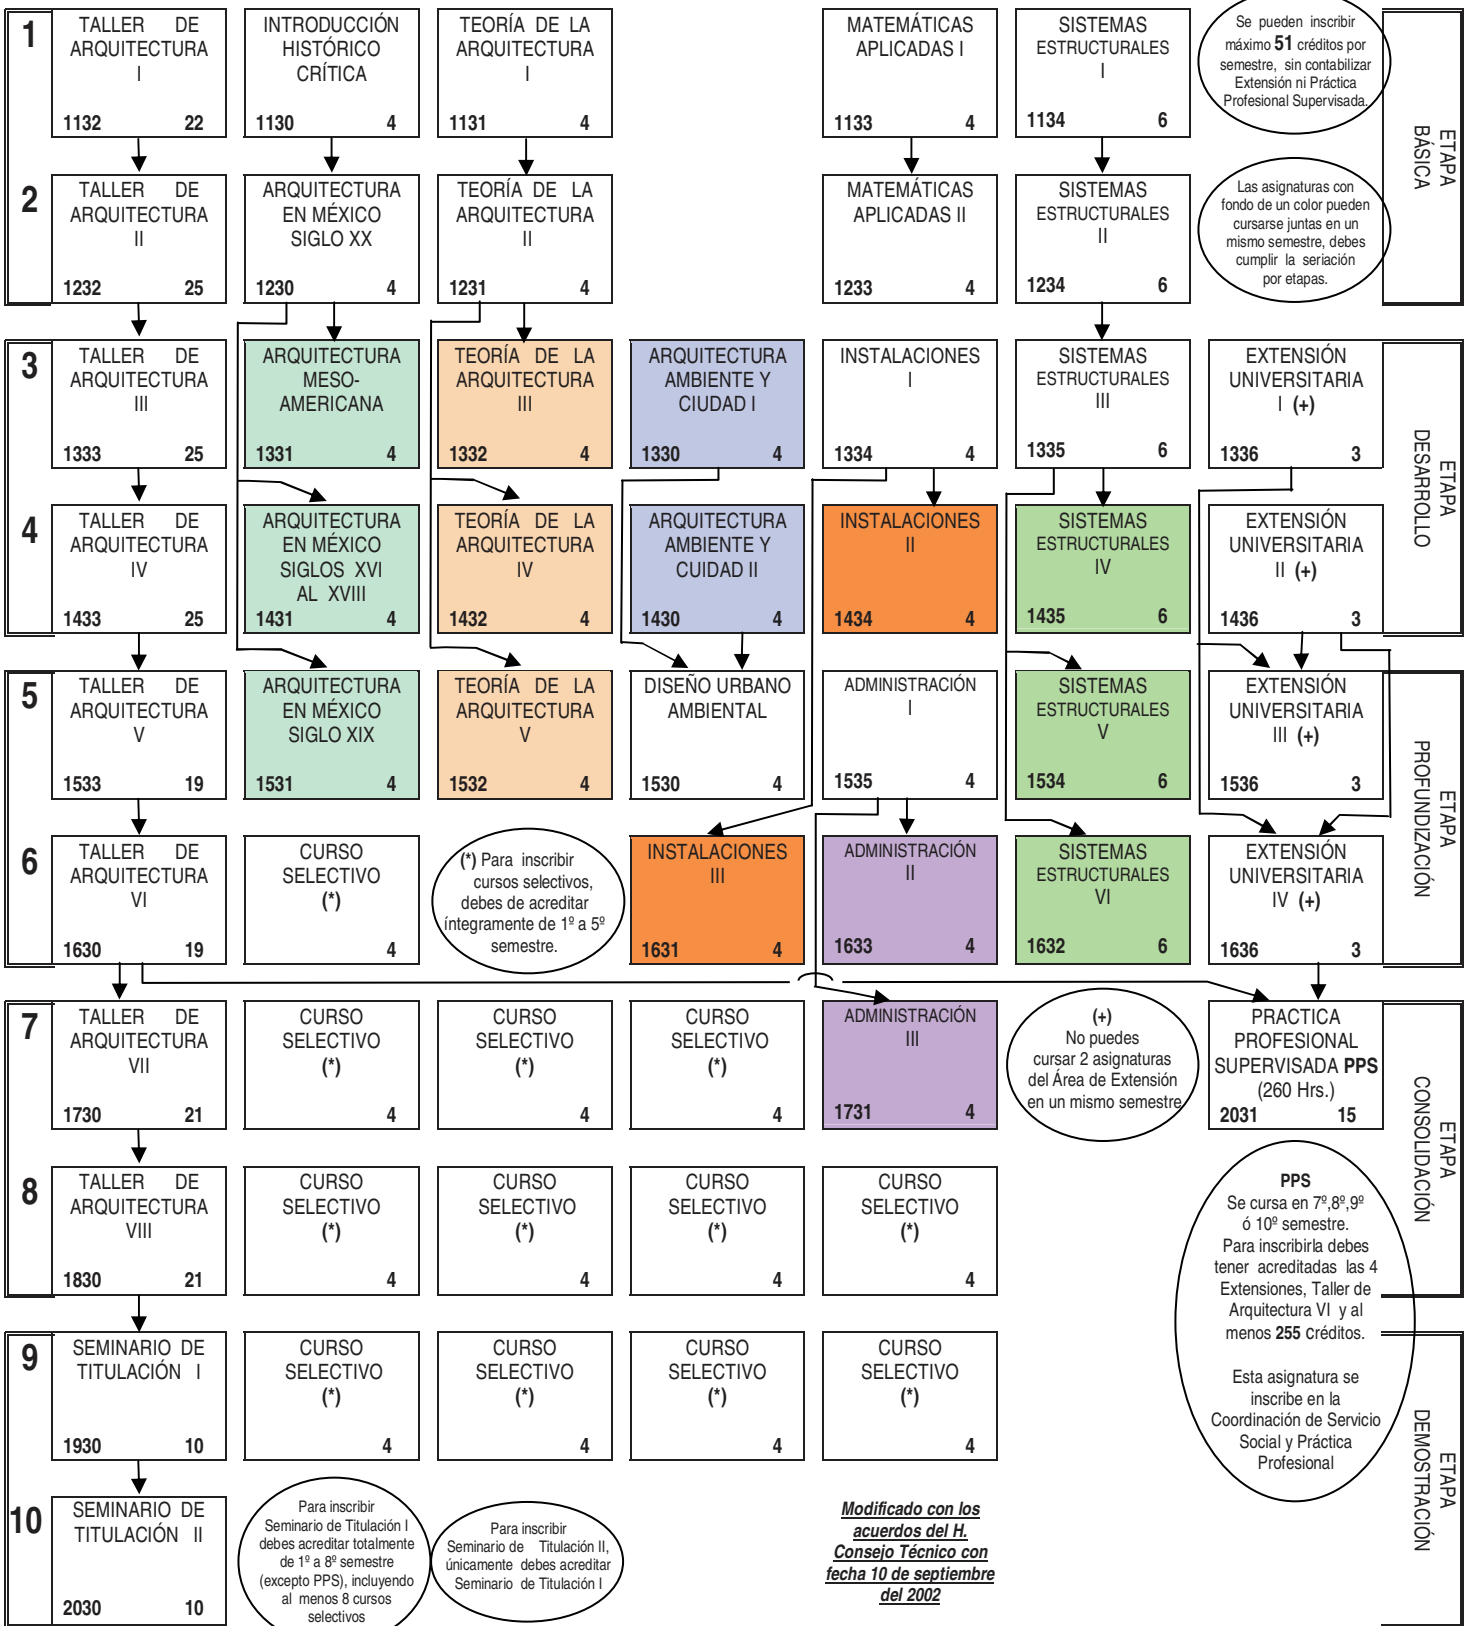 1
TALLER DE
ARQUITECTURA
I
1132 22
INTRODUCCIÓN
HISTÓRICO
CRÍTICA
1130 4
TEORÍA DE LA
ARQUITECTURA
I
1131 4
MATEMÁTICAS
APLICADAS I
1133 4
SISTEMAS
ESTRUCTURALES
I
1134 6
Se pueden inscribir
máximo 51 créditos por
semestre, sin contabilizar
Extensión ni Práctica
Profesional Supervisada.
ETAPA
BÁSICA
2
TALLER DE
ARQUITECTURA
II
1232 25
ARQUITECTURA
EN MÉXICO
SIGLO XX
1230 4
TEORÍA DE LA
ARQUITECTURA
II
1231 4
MATEMÁTICAS
APLICADAS II
1233 4
SISTEMAS
ESTRUCTURALES
II
1234 6
Las asignaturas con
fondo de un color pueden
cursarse juntas en un
mismo semestre, debes
cumplir la seriación
por etapas.
3
TALLER DE
ARQUITECTURA
III
1333 25
ARQUITECTURA
MESO-
AMERICANA
1331 4
TEORÍA DE LA
ARQUITECTURA
III
1332 4
ARQUITECTURA
AMBIENTE Y
CIUDAD I
1330 4
INSTALACIONES
I
1334 4
SISTEMAS
ESTRUCTURALES
III
1335 6
EXTENSIÓN
UNIVERSITARIA
I (+)
1336 3
ETAPA
DESARROLLO
4
TALLER DE
ARQUITECTURA
IV
1433 25
ARQUITECTURA
EN MÉXICO
SIGLOS XVI
AL XVIII
1431 4
TEORÍA DE LA
ARQUITECTURA
IV
1432 4
ARQUITECTURA
AMBIENTE Y
CUIDAD II
1430 4
INSTALACIONES
II
1434 4
SISTEMAS
ESTRUCTURALES
IV
1435 6
EXTENSIÓN
UNIVERSITARIA
II (+)
1436 3
5
TALLER DE
ARQUITECTURA
V
1533 19
ARQUITECTURA
EN MÉXICO
SIGLO XIX
1531 4
TEORÍA DE LA
ARQUITECTURA
V
1532 4
DISEÑO URBANO
AMBIENTAL
1530 4
ADMINISTRACIÓN
I
1535 4
SISTEMAS
ESTRUCTURALES
V
1534 6
EXTENSIÓN
UNIVERSITARIA
III (+)
1536 3
ETAPA
PROFUNDIZACIÓN
6
TALLER DE
ARQUITECTURA
VI
1630 19
CURSO
SELECTIVO
(*)
4
(*) Para inscribir
cursos selectivos,
debes de acreditar
íntegramente de 1º a 5º
semestre.
INSTALACIONES
III
1631 4
ADMINISTRACIÓN
II
1633 4
SISTEMAS
ESTRUCTURALES
VI
1632 6
EXTENSIÓN
UNIVERSITARIA
IV (+)
1636 3
7
TALLER DE
ARQUITECTURA
VII
1730 21
CURSO
SELECTIVO
(*)
4
CURSO
SELECTIVO
(*)
4
CURSO
SELECTIVO
(*)
4
ADMINISTRACIÓN
III
1731 4
(+)
No puedes
cursar 2 asignaturas
del Área de Extensión
en un mismo semestre
PRACTICA
PROFESIONAL
SUPERVISADA PPS
(260 Hrs.)
2031 15
ETAPA
CONSOLIDACIÓN
8
TALLER DE
ARQUITECTURA
VIII
1830 21
CURSO
SELECTIVO
(*)
4
CURSO
SELECTIVO
(*)
4
CURSO
SELECTIVO
(*)
4
CURSO
SELECTIVO
(*)
4
PPS
Se cursa en 7º,8º,9º
ó 10º semestre.
Para inscribirla debes
tener acreditadas las 4
Extensiones, Taller de
Arquitectura VI y al
menos 255 créditos.
Esta asignatura se
inscribe en la
Coordinación de Servicio
Social y Práctica
Profesional
9
SEMINARIO DE
TITULACIÓN I
1930 10
CURSO
SELECTIVO
(*)
4
CURSO
SELECTIVO
(*)
4
CURSO
SELECTIVO
(*)
4
CURSO
SELECTIVO
(*)
4
ETAPA
DEMOSTRACIÓN
10
SEMINARIO DE
TITULACIÓN II
2030 10
Para inscribir
Seminario de Titulación I
debes acreditar totalmente
de 1º a 8º semestre
(excepto PPS), incluyendo
al menos 8 cursos
selectivos
Para inscribir
Seminario de Titulación II,
únicamente debes acreditar
Seminario de Titulación I
Modificado con los
acuerdos del H.
Consejo Técnico con
fecha 10 de septiembre
del 2002